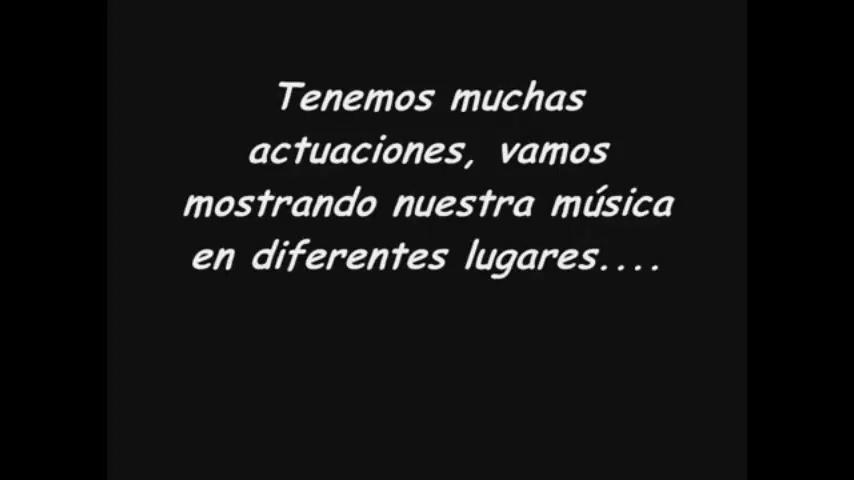 Tenemos muchas
actuaciones, vamos
mostrando nuestra música
en diferentes lugares....